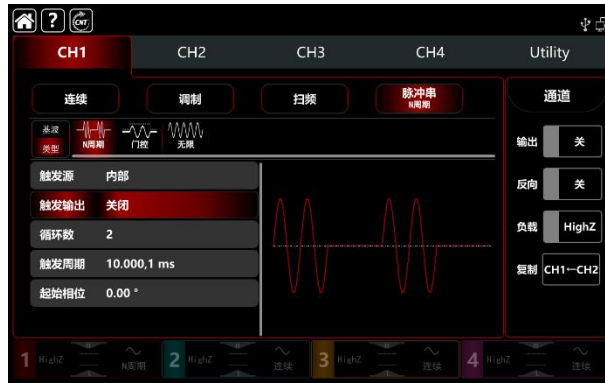 ? CNT
CH1 CH2 CH3 CH4 Utility
连续 调制 扫频 脉冲串
N周期
通道
基波
类型
N周期 门控 无限
输出 关
触发源 内部
反向 关
触发输出 关闭
负载 HighZ
循环数 2
触发周期 10.000,1 ms
复制 CH1←CH2
起始相位 0.00 °
1 HighZ N周期 2 HighZ 连续 3 HighZ 连续 4 HighZ 连续